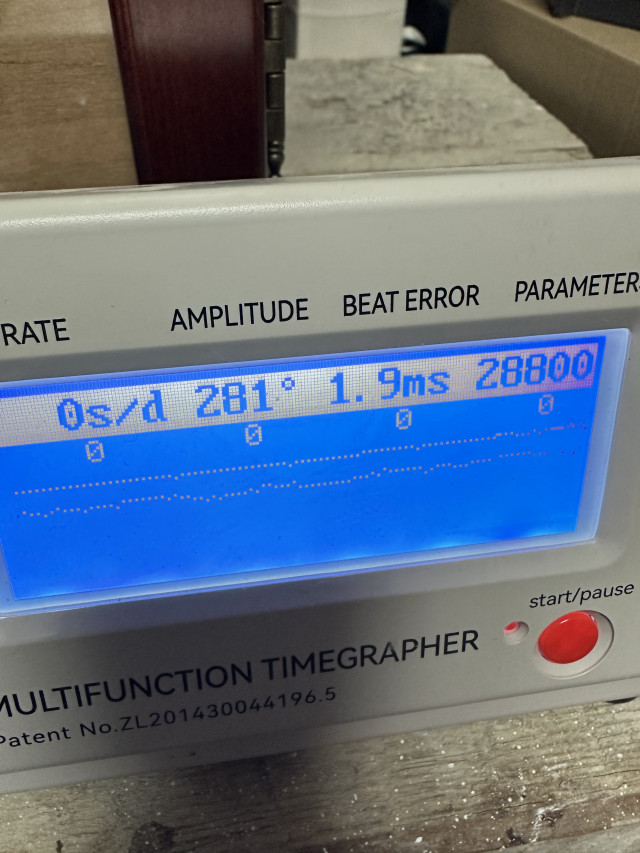 RATE AMPLITUDE BEAT ERROR PARAMETERS
0s/d 281° 1.9ms 28800
0 0 0 0
start/pause
MULTIFUNCTION TIMEGRAPHER
Patent No.ZL201430044196.5